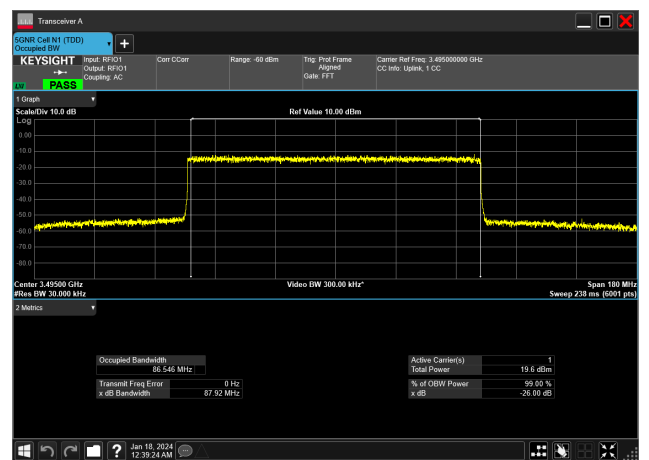 Transceiver A
5GNR Cell N1 (TDD)
Occupied BW
KEYSIGHT
LV
PASS
Input: RFIO1
Output: RFIO1
Coupling: AC
Corr CCorr
Range: -60 dBm
Trig: Prot Frame
Aligned
Gate: FFT
Carrier Ref Freq: 3.495000000 GHz
CC Info: Uplink, 1 CC
1 Graph
Scale/Div 10.0 dB
Ref Value 10.00 dBm
Log
0.00
-10.0
-20.0
-30.0
-40.0
-50.0
-60.0
-70.0
-80.0
Center 3.49500 GHz
Video BW 300.00 kHz*
Span 180 MHz
#Res BW 30.000 kHz
Sweep 238 ms (6001 pts)
2 Metrics
Occupied Bandwidth
86.546 MHz
Transmit Freq Error 0 Hz
x dB Bandwidth 87.92 MHz
Active Carrier(s) 1
Total Power 19.6 dBm
% of OBW Power 99.00 %
x dB -26.00 dB
Jan 18, 2024
12:39:24 AM